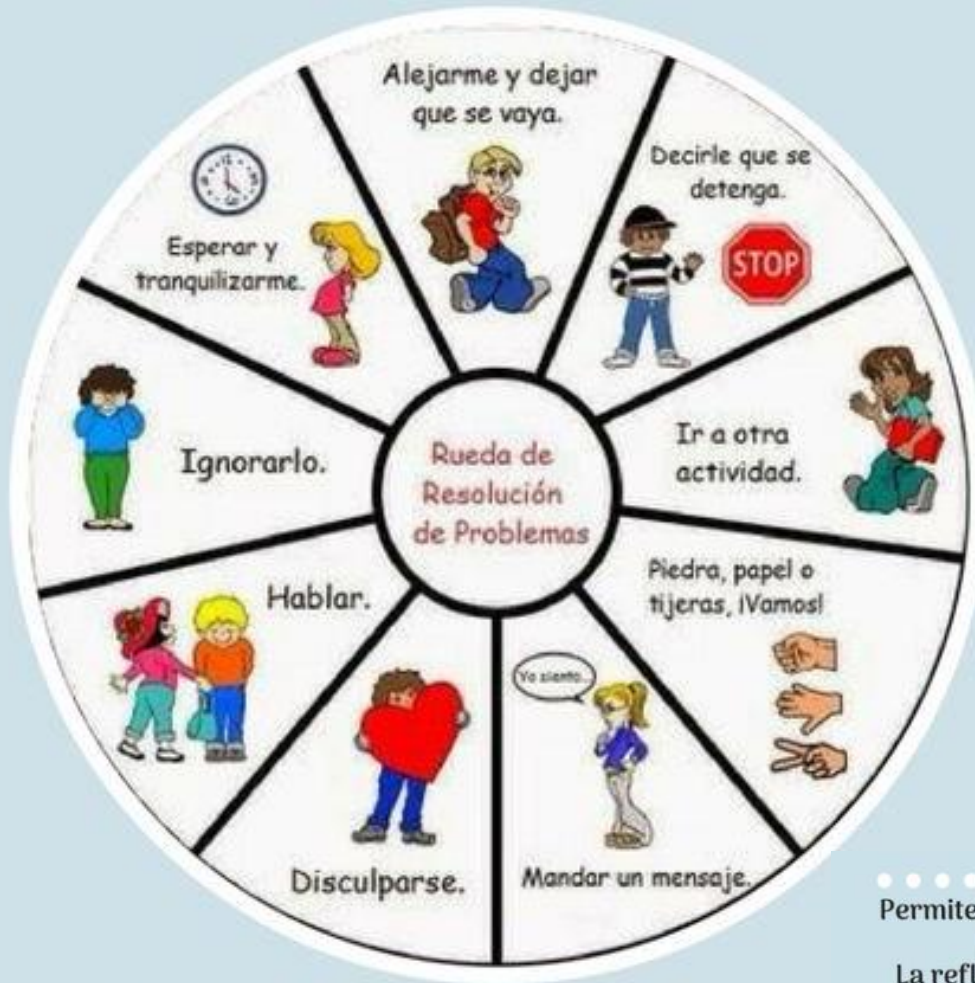 Alejarme y dejar
que se vaya.
Decirle que se
detenga.
STOP
Ir a otra
actividad.
Piedra, papel o
tijeras, ¡Vamos!
Yo siento...
Mandar un mensaje.
Disculparse.
Hablar.
Ignorarlo.
Esperar y
tranquilizarme.
Rueda de
Resolución
de Problemas
Permite
La refl